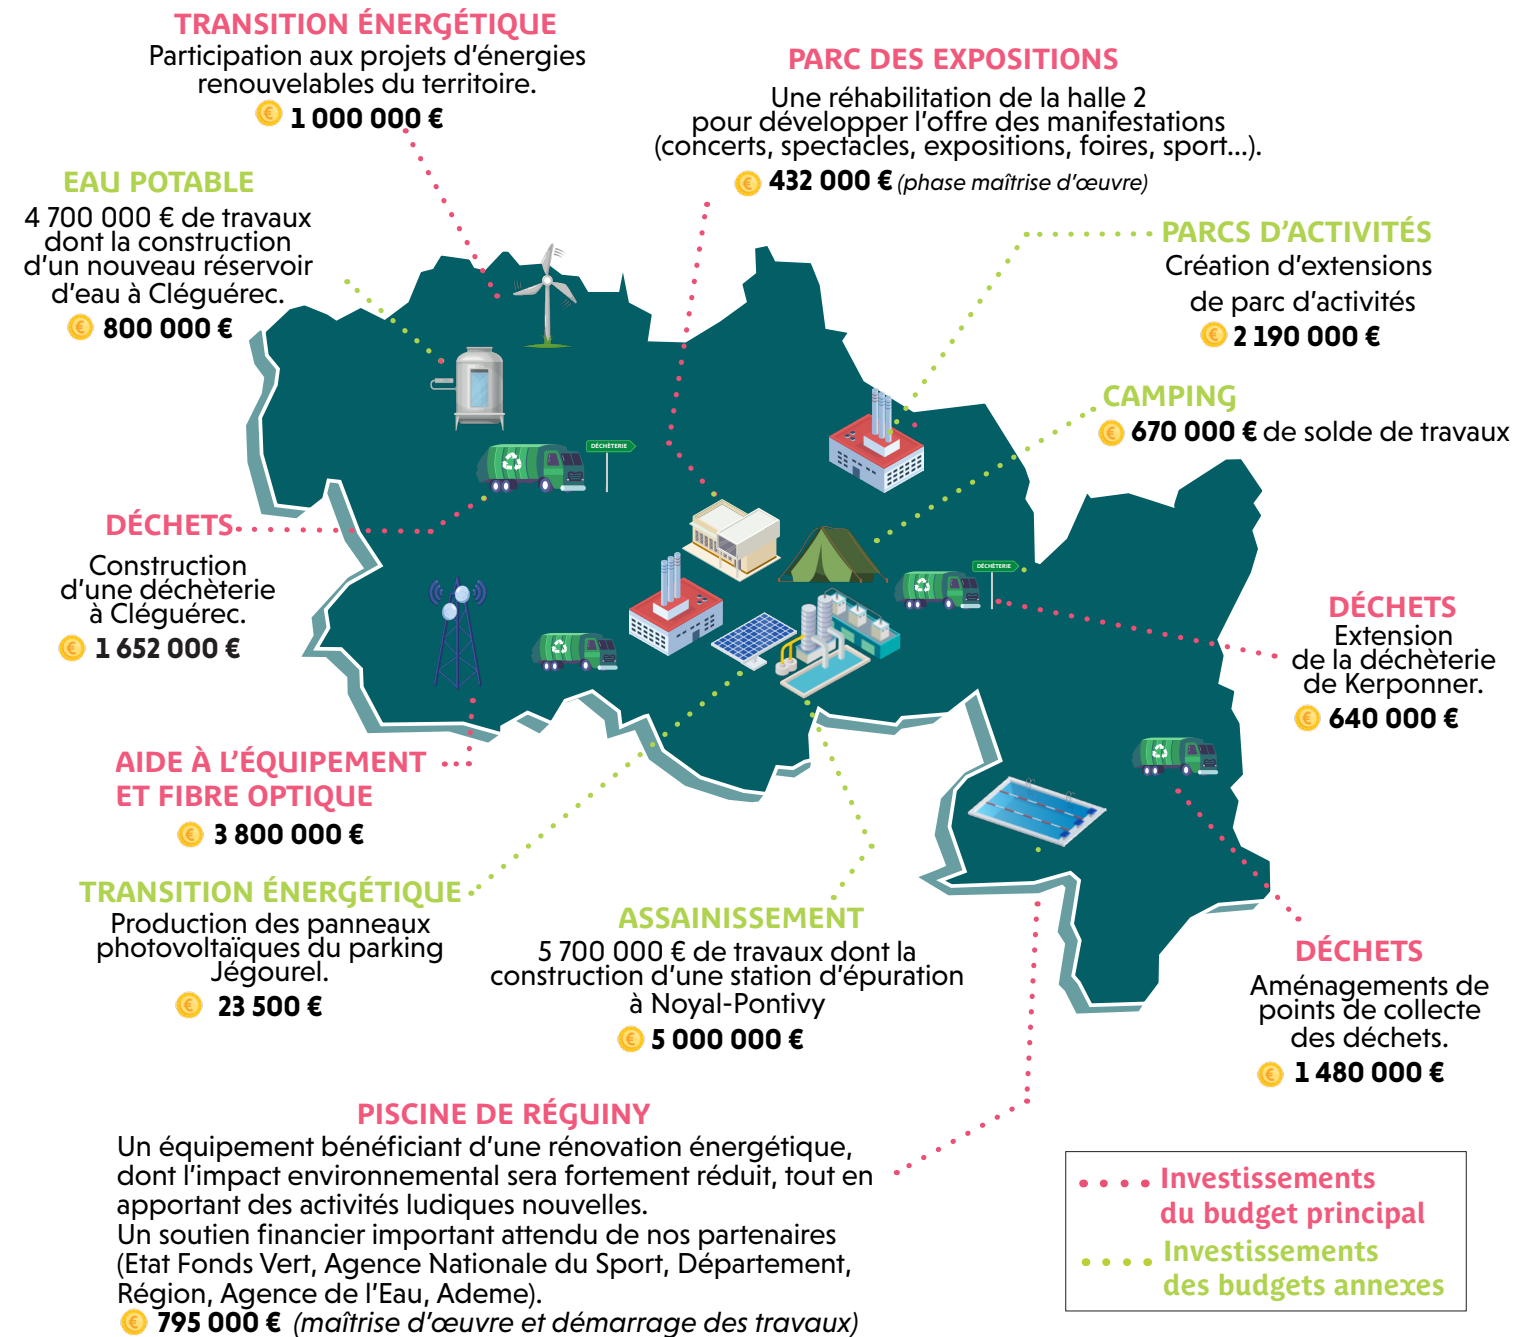 TRANSITION ÉNERGÉTIQUE
Participation aux projets d'énergies
renouvelables du territoire.
€ 1 000 000 €
PARC DES EXPOSITIONS
Une réhabilitation de la halle 2
pour développer l'offre des manifestations
(concerts, spectacles, expositions, foires, sport...).
€ 432 000 € (phase maîtrise d'œuvre)
EAU POTABLE
4 700 000 € de travaux
dont la construction
d'un nouveau réservoir
d'eau à Cléguérec.
€ 800 000 €
PARCS D'ACTIVITÉS
Création d'extensions
de parc d'activités
€ 2 190 000 €
CAMPING
€ 670 000 € de solde de travaux
DÉCHÈTERIE
DÉCHETS
Construction
d'une déchèterie
à Cléguérec.
€ 1 652 000 €
DÉCHÈTERIE
DÉCHETS
Extension
de la déchèterie
de Kerponner.
€ 640 000 €
AIDE À L'ÉQUIPEMENT
ET FIBRE OPTIQUE
€ 3 800 000 €
TRANSITION ÉNERGÉTIQUE
Production des panneaux
photovoltaïques du parking
Jégourel.
€ 23 500 €
ASSAINISSEMENT
5 700 000 € de travaux dont la
construction d'une station d'épuration
à Noyal-Pontivy
€ 5 000 000 €
DÉCHETS
Aménagements de
points de collecte
des déchets.
€ 1 480 000 €
PISCINE DE RÉGUINY
Un équipement bénéficiant d'une rénovation énergétique,
dont l'impact environnemental sera fortement réduit, tout en
apportant des activités ludiques nouvelles.
Un soutien financier important attendu de nos partenaires
(Etat Fonds Vert, Agence Nationale du Sport, Département,
Région, Agence de l'Eau, Ademe).
€ 795 000 € (maîtrise d'œuvre et démarrage des travaux)
Investissements
du budget principal
Investissements
des budgets annexes